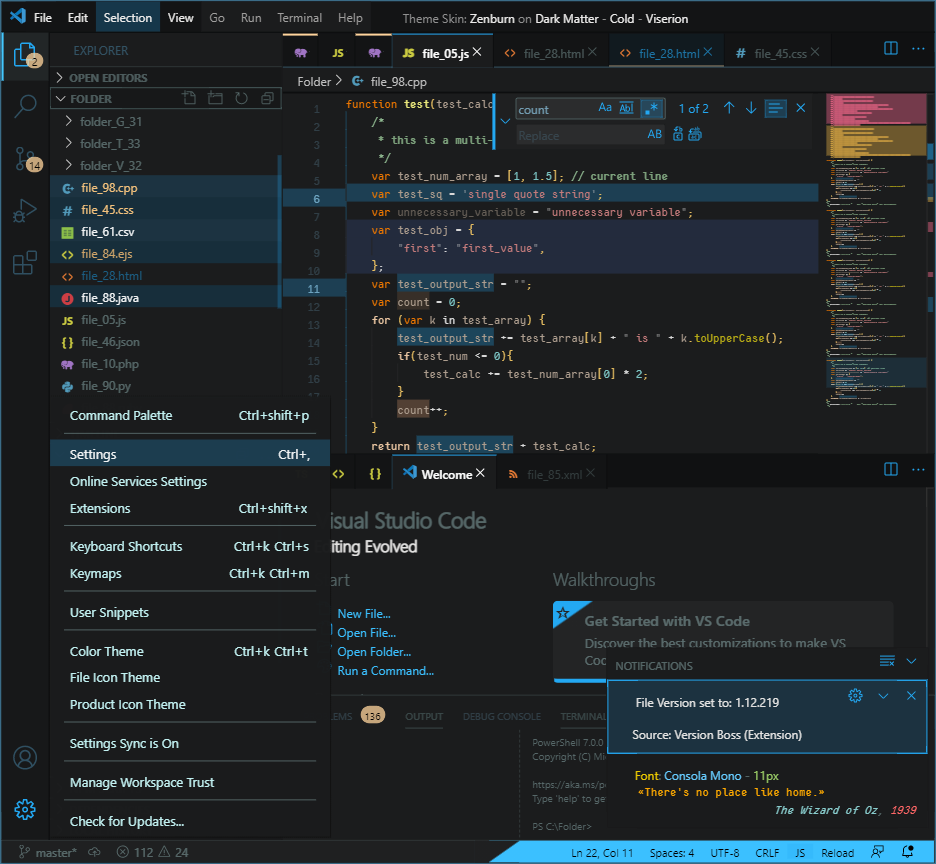 File Edit Selection View Go Run Terminal Help Theme Skin: Zenburn on Dark Matter - Cold - Viserion
2
EXPLORER
JS
JS file_05.js
file_28.html
file_28.html
# file_45.css
OPEN EDITORS
FOLDER
Folder > file_98.cpp
folder_G_31
folder_T_33
folder_V_32
14
file_98.cpp
# file_45.css
file_61.csv
file_84.ejs
file_28.html
J file_88.java
JS file_05.js
{} file_46.json
file_10.php
file_90.py
count Aa Ab .* 1 of 2
Replace AB
1 function test(test_calc
2 /*
3 * this is a multi-
4 */
5 var test_num_array = [1, 1.5]; // current line
6 var test_sq = 'single quote string';
7 var unnecessary_variable = "unnecessary variable";
8 var test_obj = {
9 "first": "first_value",
10 };
11 var test_output_str = "";
12 var count = 0;
13 for (var k in test_array) {
14 test_output_str += test_array[k] + " is " + k.toUpperCase();
15 if(test_num <= 0){
16 test_calc += test_num_array[0] * 2;
17 }
count++;
}
return test_output_str + test_calc;
Command Palette Ctrl+shift+p
Settings Ctrl+,
Online Services Settings
Extensions Ctrl+shift+x
Keyboard Shortcuts Ctrl+k Ctrl+s
Keymaps Ctrl+k Ctrl+m
User Snippets
Color Theme Ctrl+k Ctrl+t
File Icon Theme
Product Icon Theme
Settings Sync is On
Manage Workspace Trust
Check for Updates...
{} Welcome file_85.xml
isual Studio Code
iting Evolved
art
New File...
Open File...
Open Folder...
Run a Command...
Walkthroughs
Get Started with VS Code
Discover the best customizations to make VS
Coc
NOTIFICATIONS
File Version set to: 1.12.219
Source: Version Boss (Extension)
LEMS 136 OUTPUT DEBUG CONSOLE TERMINAL
PowerShell 7.0.0
Copyright (C) Mi
https://aka.ms/p
Type 'help' to ge
PS C:\Folder>
Font: Consola Mono - 11px
«There's no place like home.»
The Wizard of Oz, 1939
master* 112 24 Ln 22, Col 11 Spaces: 4 UTF-8 CRLF JS Reload